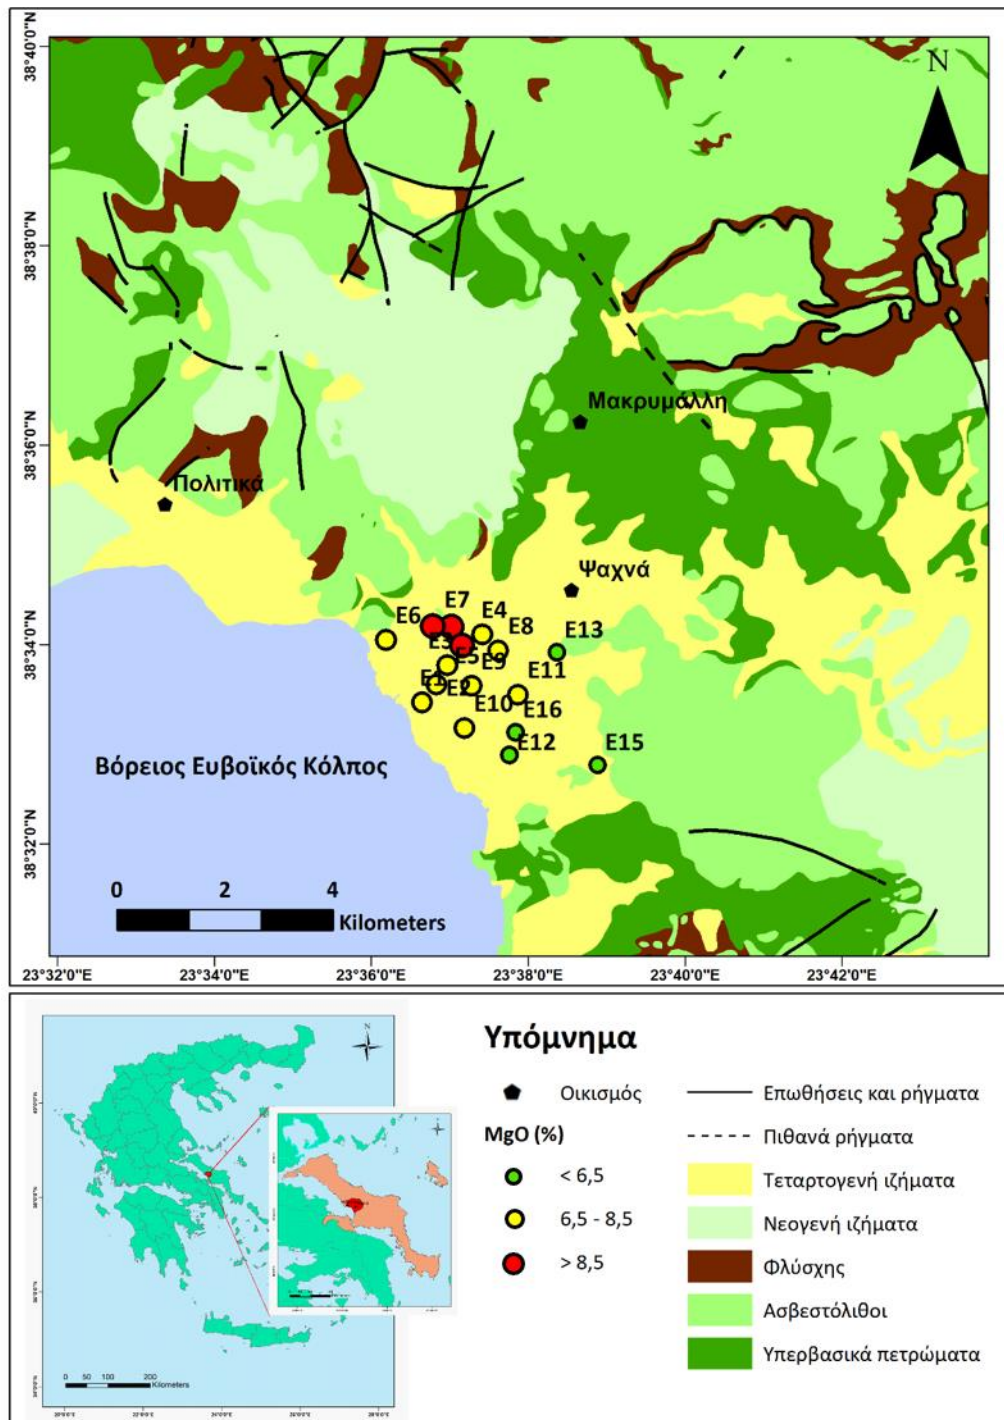 38°40'0"N
N
38°38'0"N
Μακρυμάλλη
38°36'0"N
Πολιτικά
Ψαχνά
E6
E7
E4
E8
E13
38°34'0"N
E3
E5
E9
E11
E1
E2
E10
E16
E12
E15
Βόρειος Ευβοϊκός Κόλπος
38°32'0"N
0 2 4
Kilometers
23°32'0"E 23°34'0"E 23°36'0"E 23°38'0"E 23°40'0"E 23°42'0"E
Υπόμνημα
Οικισμός
Επωθήσεις και ρήγματα
MgO (%)
Πιθανά ρήγματα
< 6,5
Τεταρτογενή ιζήματα
6,5 - 8,5
Νεογενή ιζήματα
> 8,5
Φλύσχης
Ασβεστόλιθοι
Υπερβασικά πετρώματα
N
0 50 100 200
Kilometers